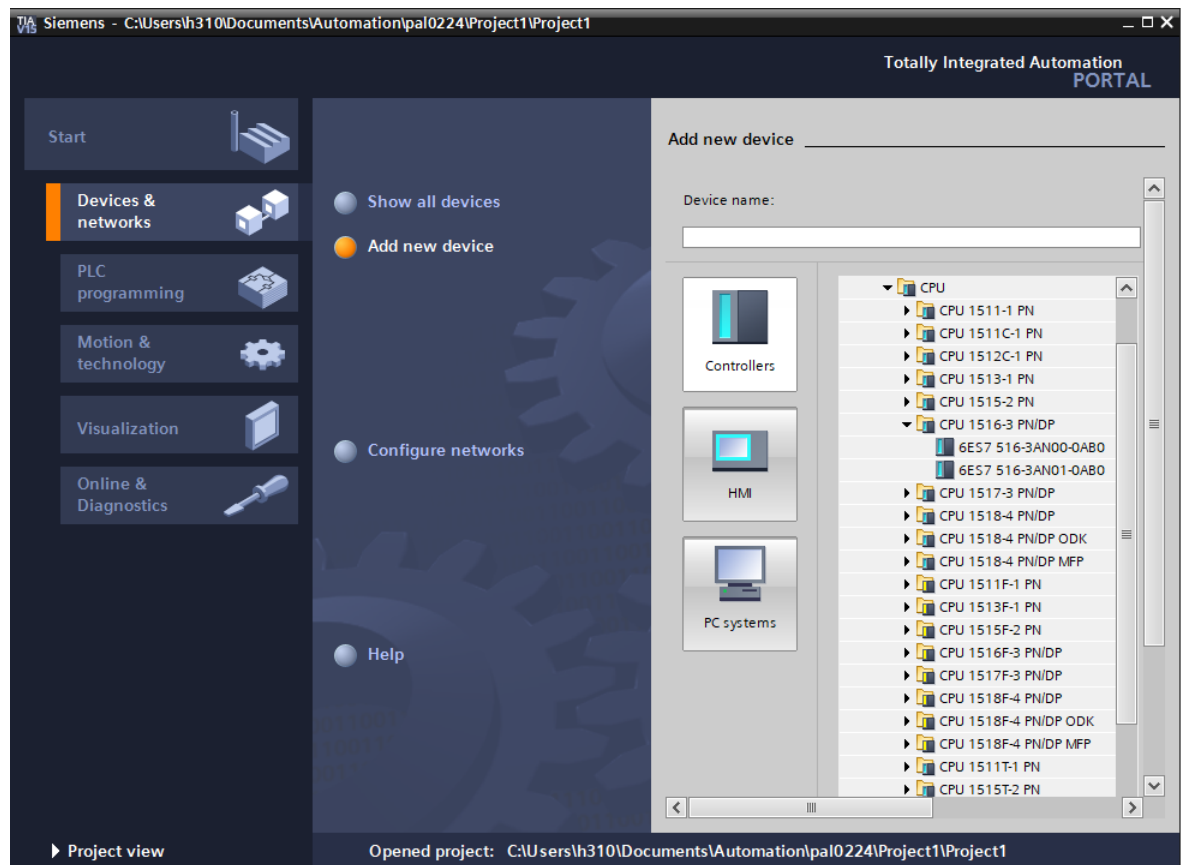 TIA
V15
Siemens - C:\Users\h310\Documents\Automation\pal0224\Project1\Project1
Totally Integrated Automation
PORTAL
Start
Devices &
networks
PLC
programming
Motion &
technology
Visualization
Online &
Diagnostics
Show all devices
Add new device
Configure networks
Help
Add new device
Device name:
Controllers
HMI
PC systems
CPU
CPU 1511-1 PN
CPU 1511C-1 PN
CPU 1512C-1 PN
CPU 1513-1 PN
CPU 1515-2 PN
CPU 1516-3 PN/DP
6ES7 516-3AN00-0AB0
6ES7 516-3AN01-0AB0
CPU 1517-3 PN/DP
CPU 1518-4 PN/DP
CPU 1518-4 PN/DP ODK
CPU 1518-4 PN/DP MFP
CPU 1511F-1 PN
CPU 1513F-1 PN
CPU 1515F-2 PN
CPU 1516F-3 PN/DP
CPU 1517F-3 PN/DP
CPU 1518F-4 PN/DP
CPU 1518F-4 PN/DP ODK
CPU 1518F-4 PN/DP MFP
CPU 1511T-1 PN
CPU 1515T-2 PN
Project view
Opened project: C:\Users\h310\Documents\Automation\pal0224\Project1\Project1